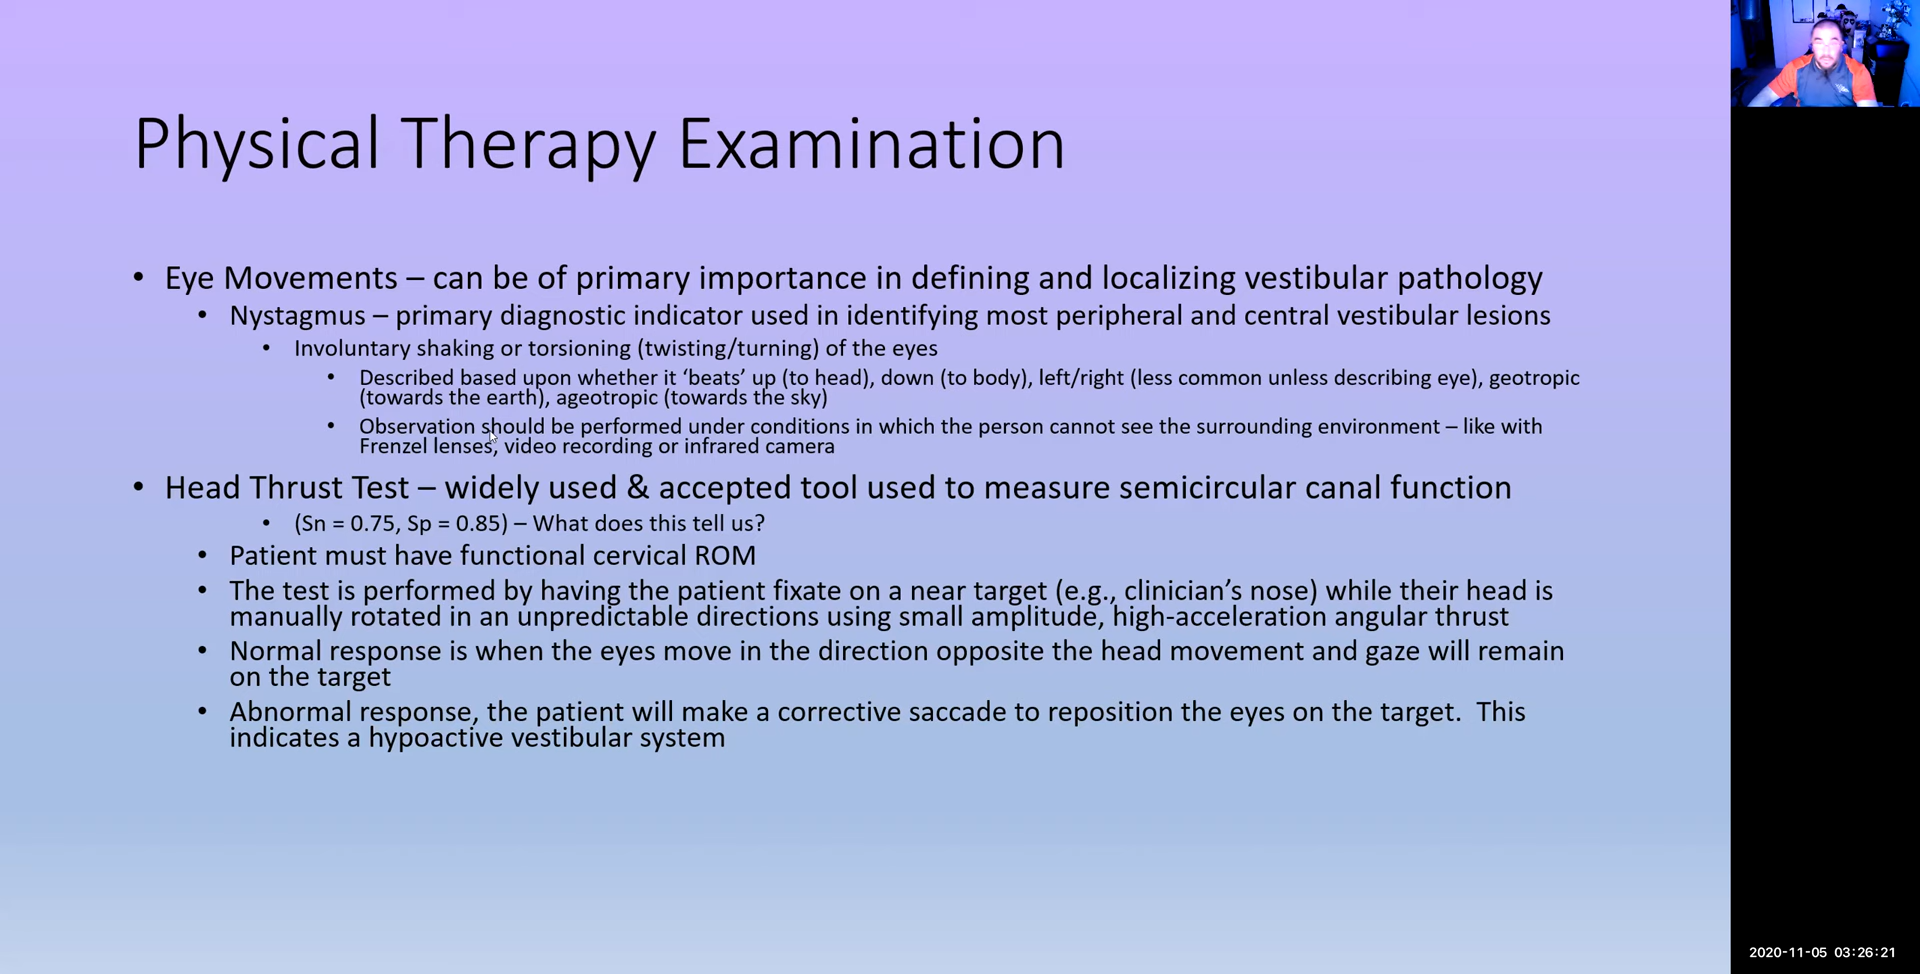 Physical Therapy Examination
• Eye Movements – can be of primary importance in defining and localizing vestibular pathology
• Nystagmus – primary diagnostic indicator used in identifying most peripheral and central vestibular lesions
• Involuntary shaking or torsioning (twisting/turning) of the eyes
• Described based upon whether it ‘beats’ up (to head), down (to body), left/right (less common unless describing eye), geotropic
(towards the earth), ageotropic (towards the sky)
• Observation should be performed under conditions in which the person cannot see the surrounding environment – like with
Frenzel lenses, video recording or infrared camera
• Head Thrust Test – widely used & accepted tool used to measure semicircular canal function
• (Sn = 0.75, Sp = 0.85) – What does this tell us?
• Patient must have functional cervical ROM
• The test is performed by having the patient fixate on a near target (e.g., clinician’s nose) while their head is
manually rotated in an unpredictable directions using small amplitude, high-acceleration angular thrust
• Normal response is when the eyes move in the direction opposite the head movement and gaze will remain
on the target
• Abnormal response, the patient will make a corrective saccade to reposition the eyes on the target.  This
indicates a hypoactive vestibular system
2020-11-05 03:26:21